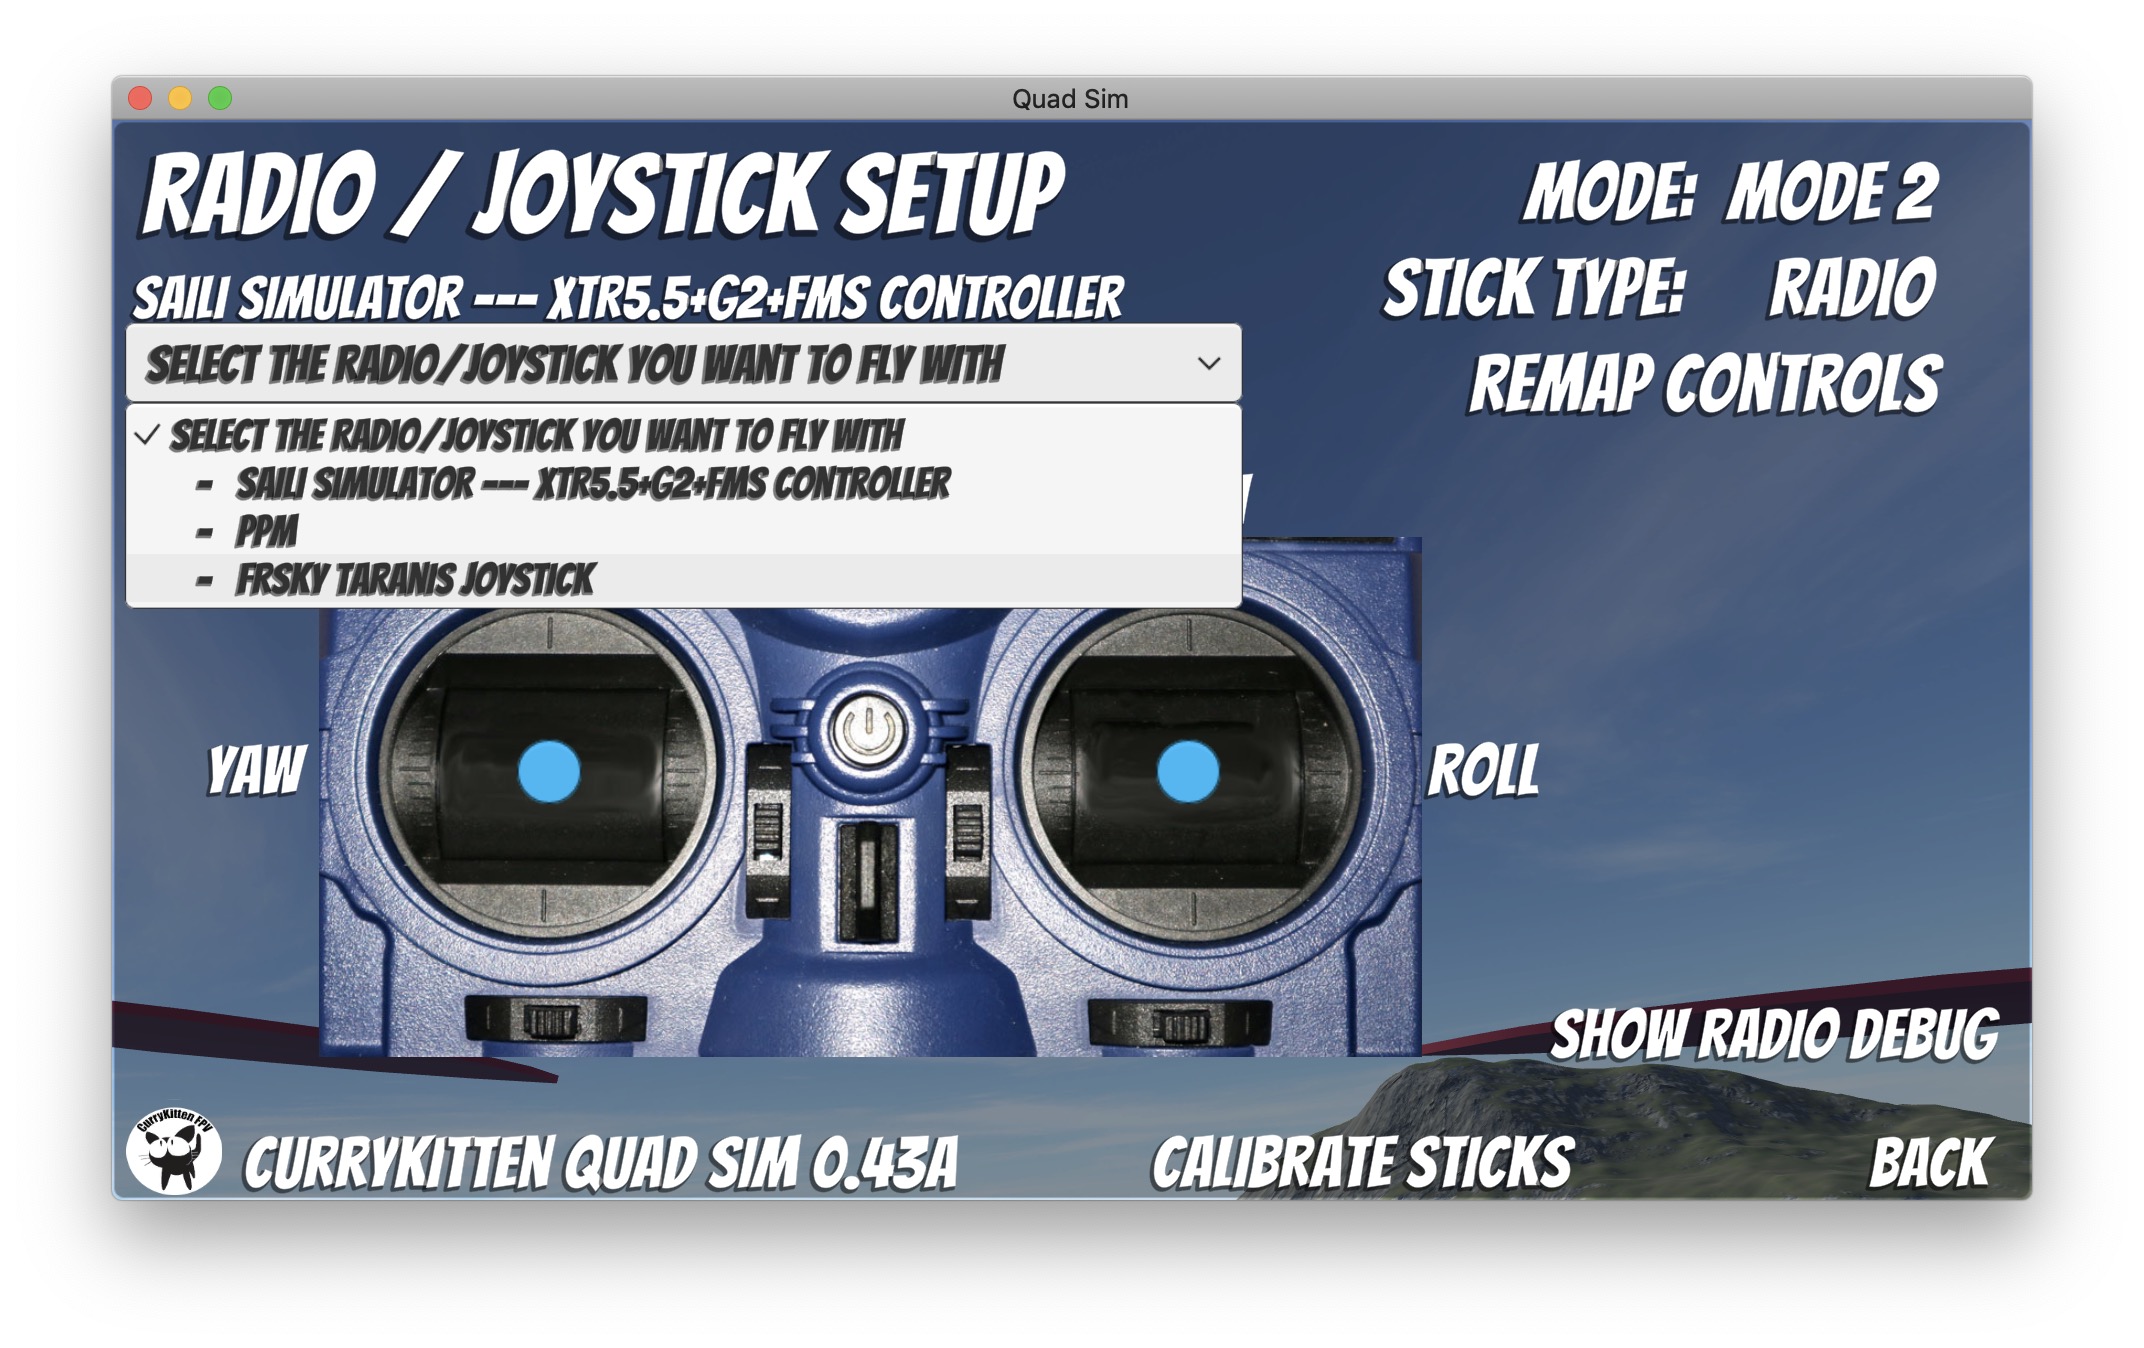 Quad Sim
RADIO / JOYSTICK SETUP
MODE: MODE 2
SAILI SIMULATOR --- XTR5.5+G2+FMS CONTROLLER
STICK TYPE: RADIO
SELECT THE RADIO/JOYSTICK YOU WANT TO FLY WITH
REMAP CONTROLS
SELECT THE RADIO/JOYSTICK YOU WANT TO FLY WITH
- SAILI SIMULATOR --- XTR5.5+G2+FMS CONTROLLER
- PPM
- FRSKY TARANIS JOYSTICK
YAW
ROLL
SHOW RADIO DEBUG
CurryKitten FPV
CURRYKITTEN QUAD SIM 0.43A
CALIBRATE STICKS
BACK